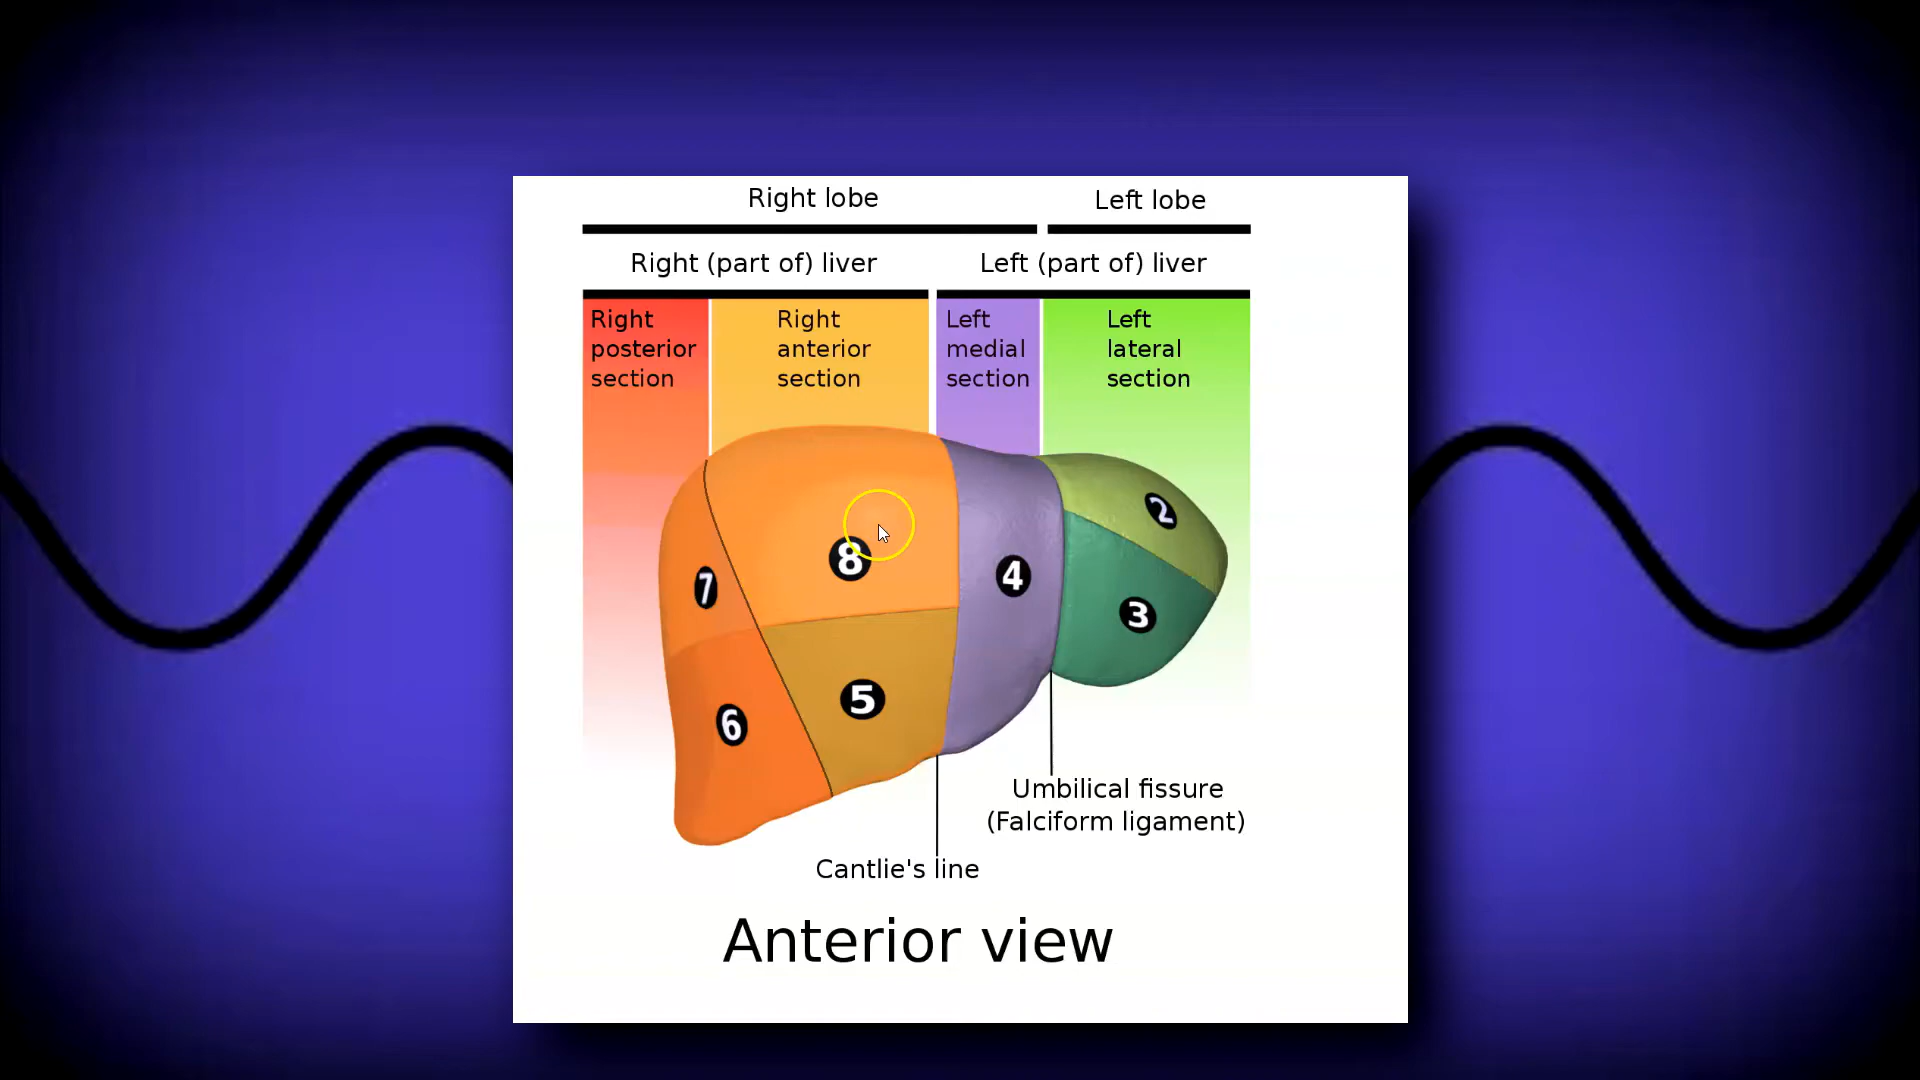 Right lobe
Left lobe
Right (part of) liver
Left (part of) liver
Right
posterior
section
Right
anterior
section
Left
medial
section
Left
lateral
section
2
8
4
7
3
5
6
Umbilical fissure
(Falciform ligament)
Cantlie's line
Anterior view